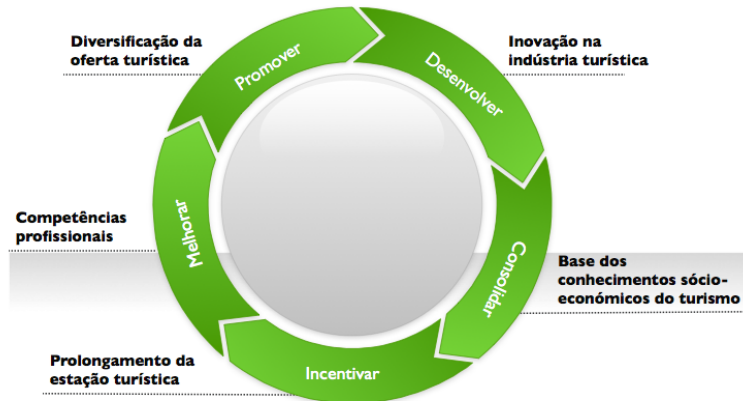 Diversificação da
oferta turística
Promover
Desenvolver
Inovação na
indústria turística
Competências
profissionais
Melhorar
Consolidar
Base dos
conhecimentos sócio-
económicos do turismo
Prolongamento da
estação turística
Incentivar